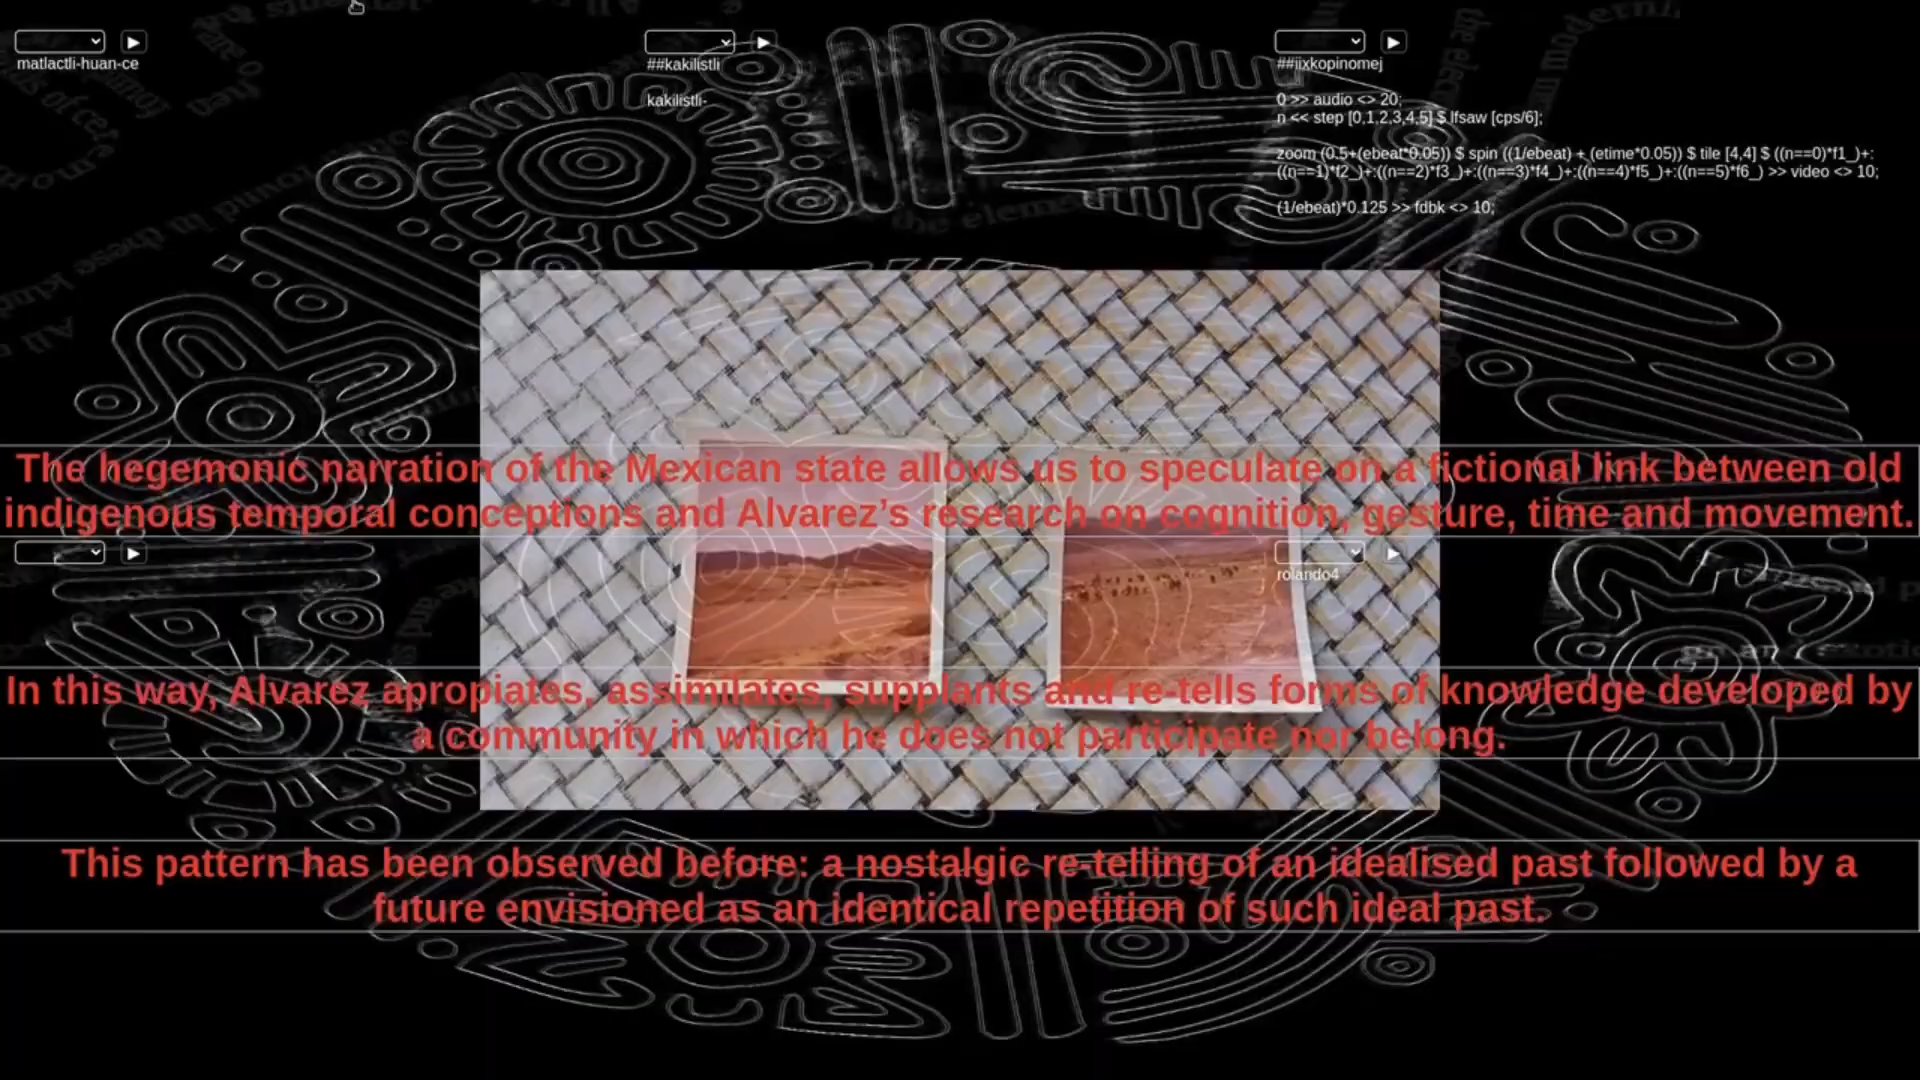 matlactli-huan-ce
##kakilistli
kakilistli-
##iixkopinomej
0 >> audio <> 20;
n << step [0,1,2,3,4,5] $ lfsaw [cps/6];
zoom (0.5+(ebeat*0.05)) $ spin ((1/ebeat) + (etime*0.05)) $ tile [4,4] $ ((n==0)*f1_)+:
((n==1)*f2_)+:((n==2)*f3_)+:((n==3)*f4_)+:((n==4)*f5_)+:((n==5)*f6_) >> video <> 10;
(1/ebeat)*0.125 >> fdbk <> 10;
The hegemonic narration of the Mexican state allows us to speculate on a fictional link between old
indigenous temporal conceptions and Alvarez’s research on cognition, gesture, time and movement.
rolando4
In this way, Alvarez apropiates, assimilates, supplants and re-tells forms of knowledge developed by
a community in which he does not participate nor belong.
This pattern has been observed before: a nostalgic re-telling of an idealised past followed by a
future envisioned as an identical repetition of such ideal past.